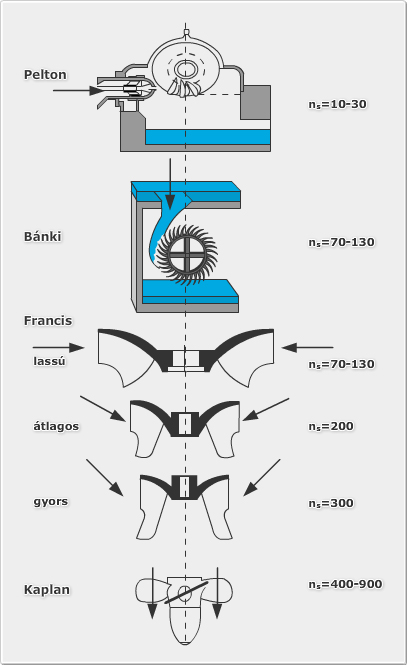 Pelton
nₛ=10-30
Bánki
nₛ=70-130
Francis
lassú
nₛ=70-130
átlagos
nₛ=200
gyors
nₛ=300
Kaplan
nₛ=400-900